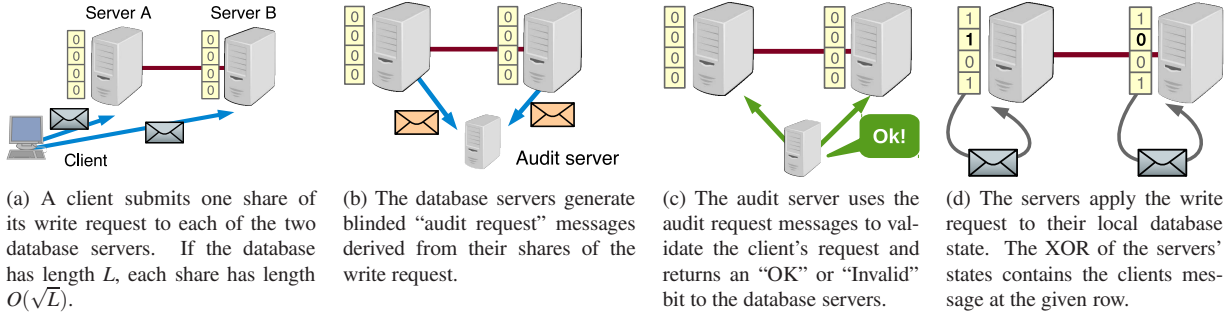 Server A
Server B
0
0
0
0
0
0
0
0
Client
(a) A client submits one share of
its write request to each of the two
database servers. If the database
has length L, each share has length
O(√L).
0
0
0
0
0
0
0
0
Audit server
(b) The database servers generate
blinded “audit request” messages
derived from their shares of the
write request.
0
0
0
0
0
0
0
0
Ok!
(c) The audit server uses the
audit request messages to val-
idate the client’s request and
returns an “OK” or “Invalid”
bit to the database servers.
1
1
0
1
1
0
0
1
(d) The servers apply the write
request to their local database
state. The XOR of the servers’
states contains the clients mes-
sage at the given row.